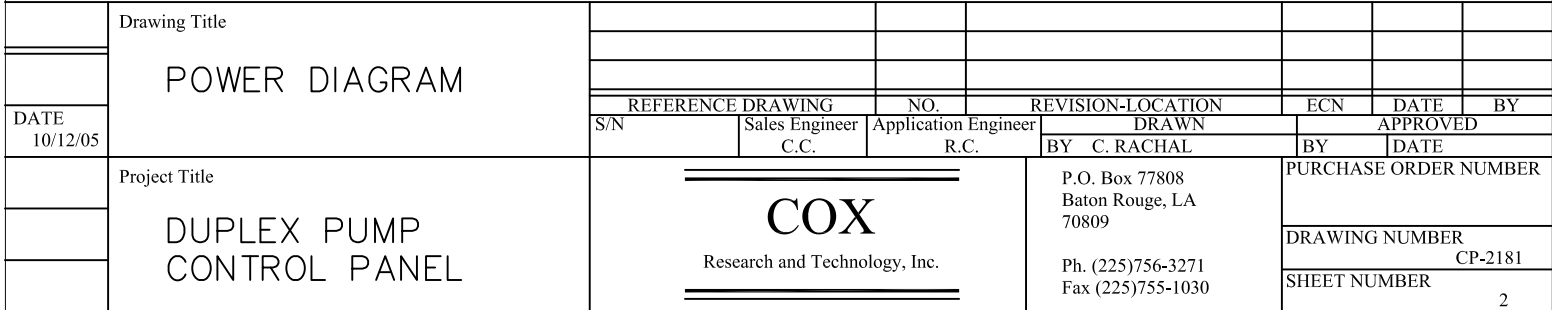 Drawing Title
POWER DIAGRAM
DATE
10/12/05
REFERENCE DRAWING NO. REVISION-LOCATION ECN DATE BY
S/N Sales Engineer Application Engineer DRAWN APPROVED
C.C. R.C. BY C. RACHAL BY DATE
Project Title
DUPLEX PUMP
CONTROL PANEL
COX
Research and Technology, Inc.
P.O. Box 77808
Baton Rouge, LA
70809
Ph. (225)756-3271
Fax (225)755-1030
PURCHASE ORDER NUMBER
DRAWING NUMBER
CP-2181
SHEET NUMBER
2